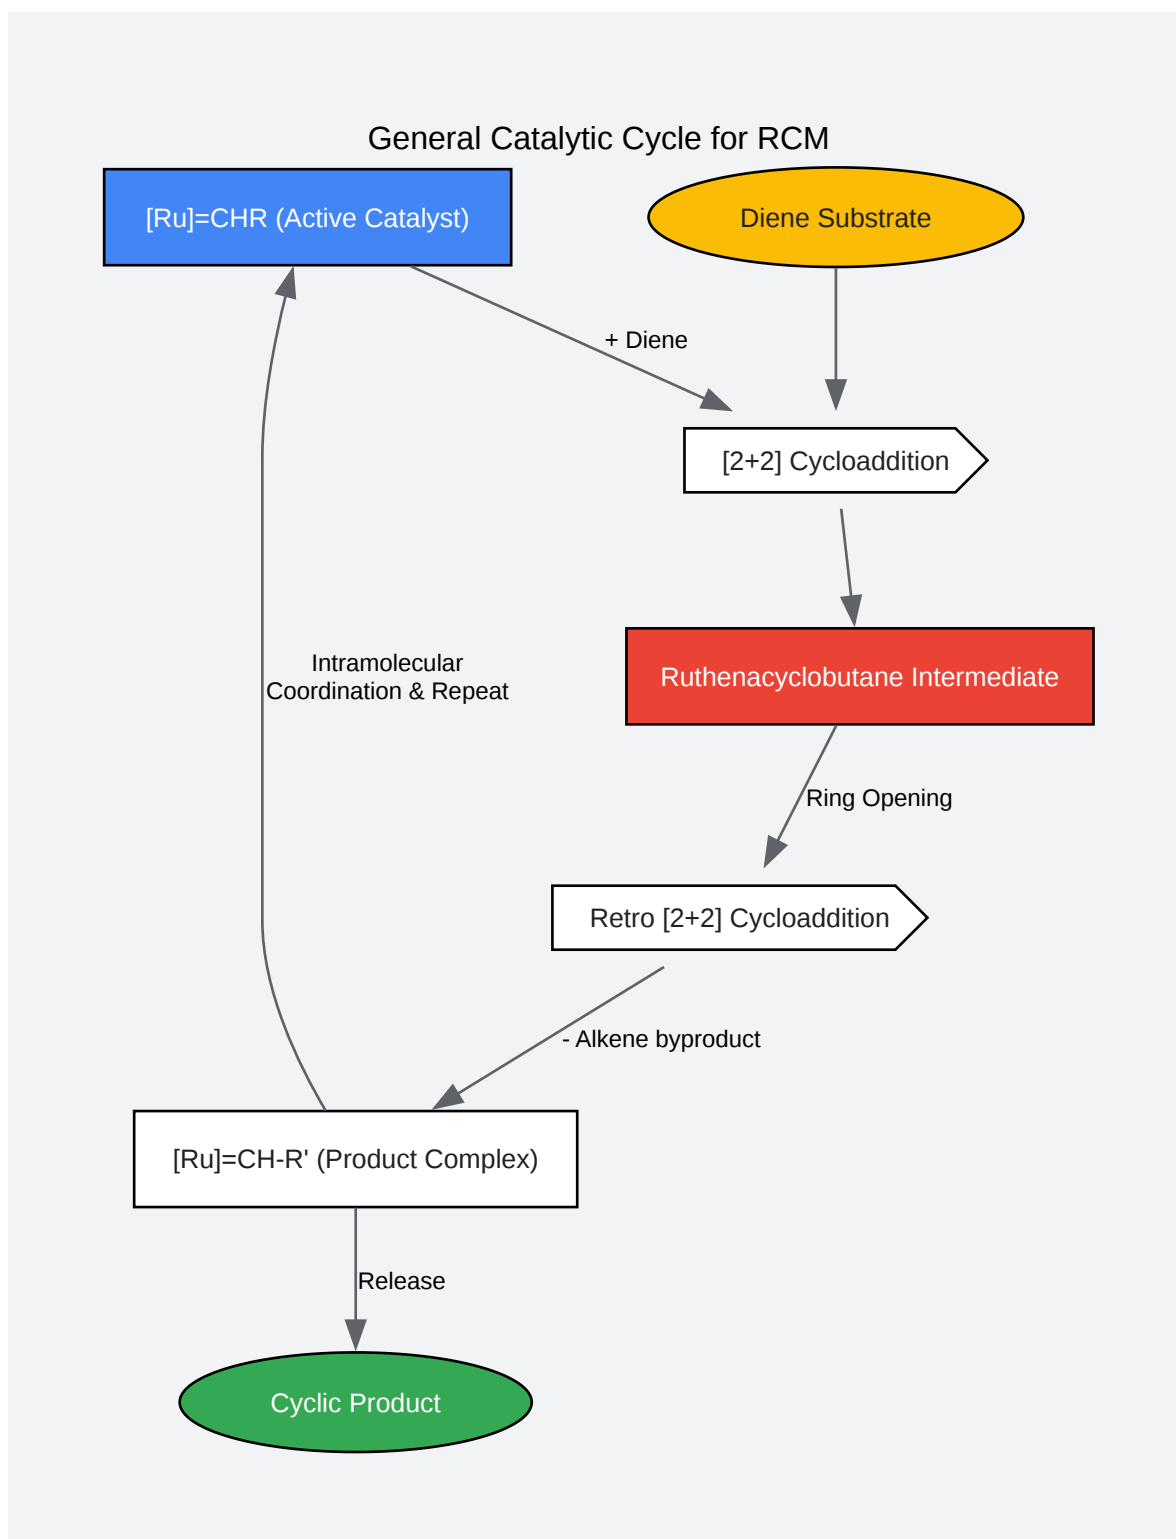 General Catalytic Cycle for RCM
[Ru]=CHR (Active Catalyst)
Diene Substrate
+ Diene
[2+2] Cycloaddition
Intramolecular
Coordination & Repeat
Ruthenacyclobutane Intermediate
Ring Opening
Retro [2+2] Cycloaddition
- Alkene byproduct
[Ru]=CH-R' (Product Complex)
Release
Cyclic Product